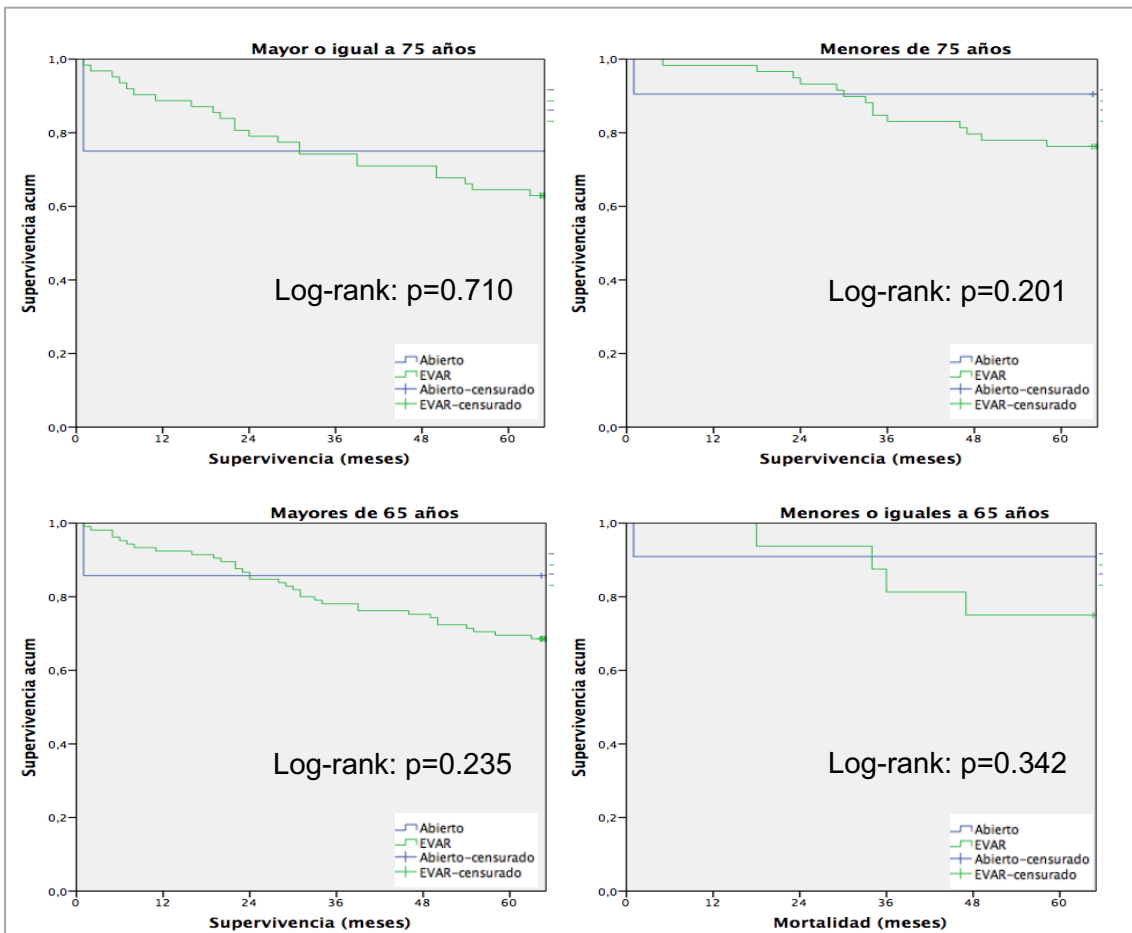 Mayor o igual a 75 años
1,0
0,8
0,6
0,4
0,2
0,0
Supervivencia acum
Log-rank: p=0.710
Abierto
EVAR
Abierto-censurado
EVAR-censurado
0 12 24 36 48 60
Supervivencia (meses)
Menores de 75 años
1,0
0,8
0,6
0,4
0,2
0,0
Supervivencia acum
Log-rank: p=0.201
Abierto
EVAR
Abierto-censurado
EVAR-censurado
0 12 24 36 48 60
Supervivencia (meses)
Mayores de 65 años
1,0
0,8
0,6
0,4
0,2
0,0
Supervivencia acum
Log-rank: p=0.235
Abierto
EVAR
Abierto-censurado
EVAR-censurado
0 12 24 36 48 60
Supervivencia (meses)
Menores o iguales a 65 años
1,0
0,8
0,6
0,4
0,2
0,0
Supervivencia acum
Log-rank: p=0.342
Abierto
EVAR
Abierto-censurado
EVAR-censurado
0 12 24 36 48 60
Mortalidad (meses)